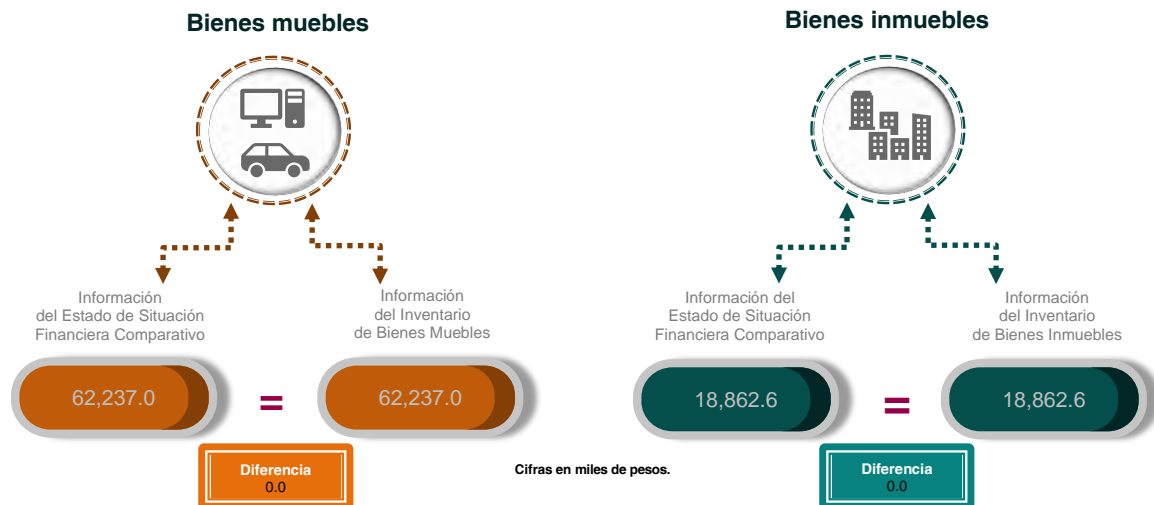 Bienes muebles
Información
del Estado de Situación
Financiera Comparativo
Información
del Inventario
de Bienes Muebles
62,237.0
=
62,237.0
Diferencia
0.0
Cifras en miles de pesos.
Bienes inmuebles
Información del
Estado de Situación
Financiera Comparativo
Información
del Inventario
de Bienes Inmuebles
18,862.6
=
18,862.6
Diferencia
0.0